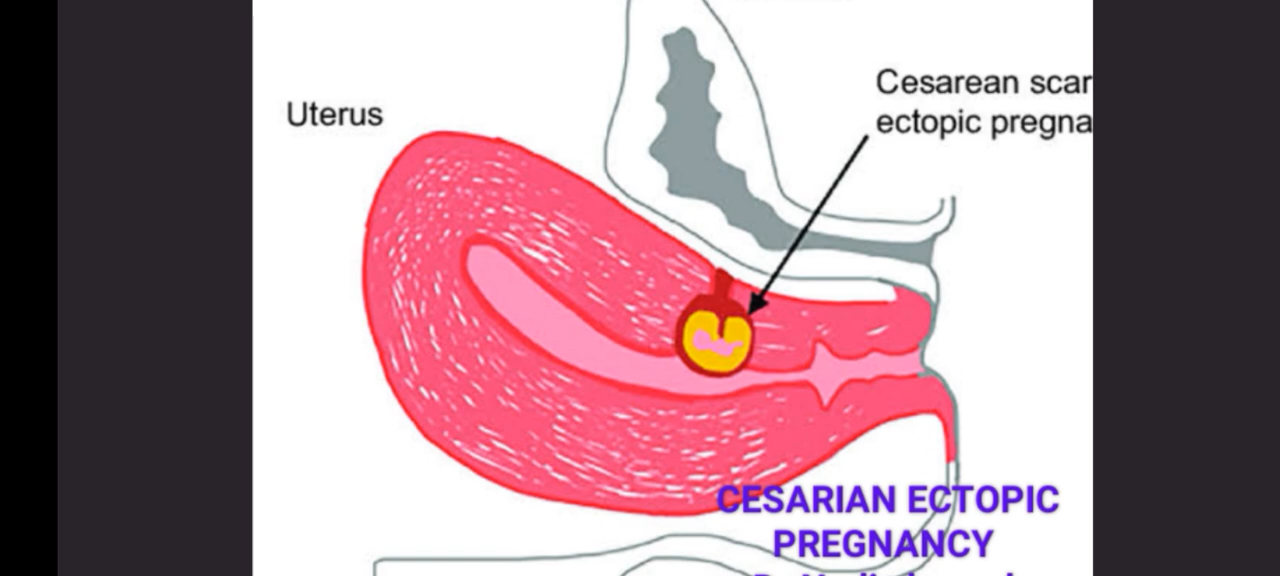 Uterus
Cesarean scar
ectopic pregna
CESARIAN ECTOPIC
PREGNANCY